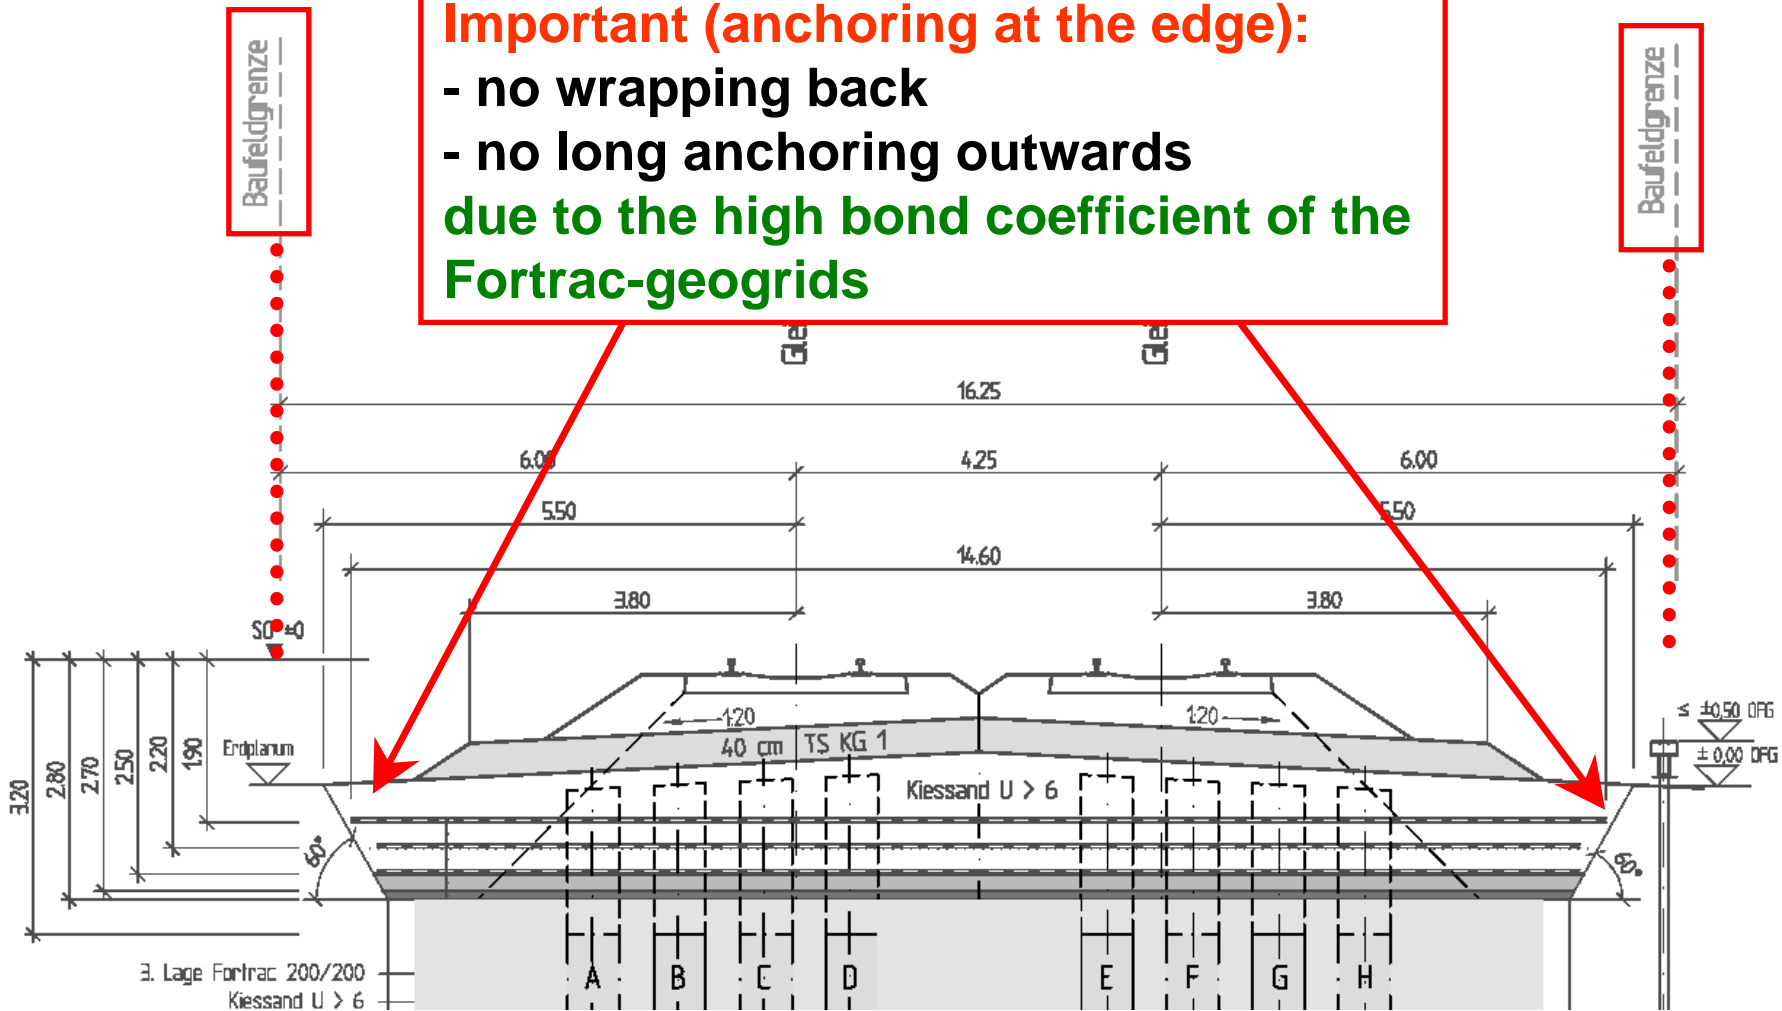 Important (anchoring at the edge):
- no wrapping back
- no long anchoring outwards
due to the high bond coefficient of the
Fortrac-geogrids
Baufeldgrenze
Baufeldgrenze
Glei
Glei
16.25
6.00
4.25
6.00
5.50
5.50
14.60
3.80
3.80
SO ±0
1:20
1:20
≤ ±0,50 OFG
± 0,00 OFG
40 cm TS KG 1
Erdplanum
Kiessand U > 6
3.20
2.80
2.70
2.50
2.20
1.90
60°
60°
A B C D E F G H
3. Lage Fortrac 200/200
Kiessand U > 6